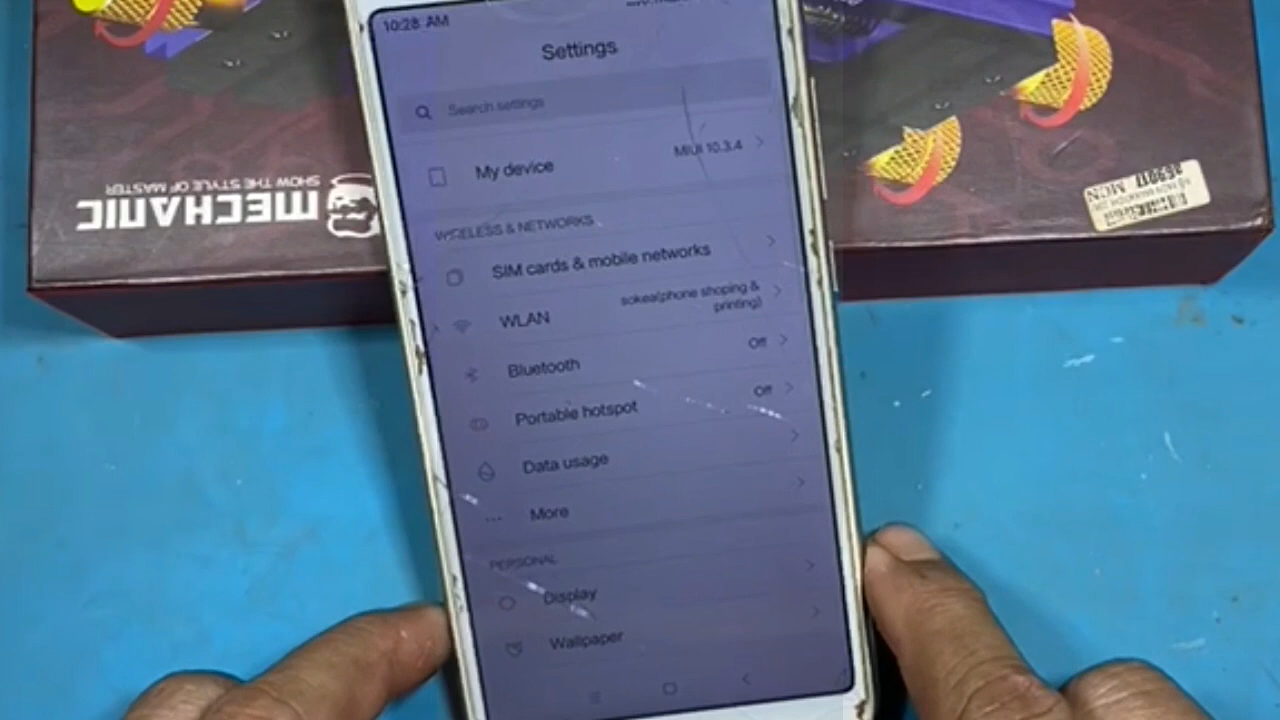 10:28 AM
Settings
Search settings
My device
MIUI 10.3.4
WIRELESS & NETWORKS
SIM cards & mobile networks
WLAN
sokea(phone shoping &
printing)
Bluetooth
Off
Portable hotspot
Off
Data usage
More
PERSONAL
Display
Wallpaper
MECHANIC
SHOW THE STYLE OF MASTER